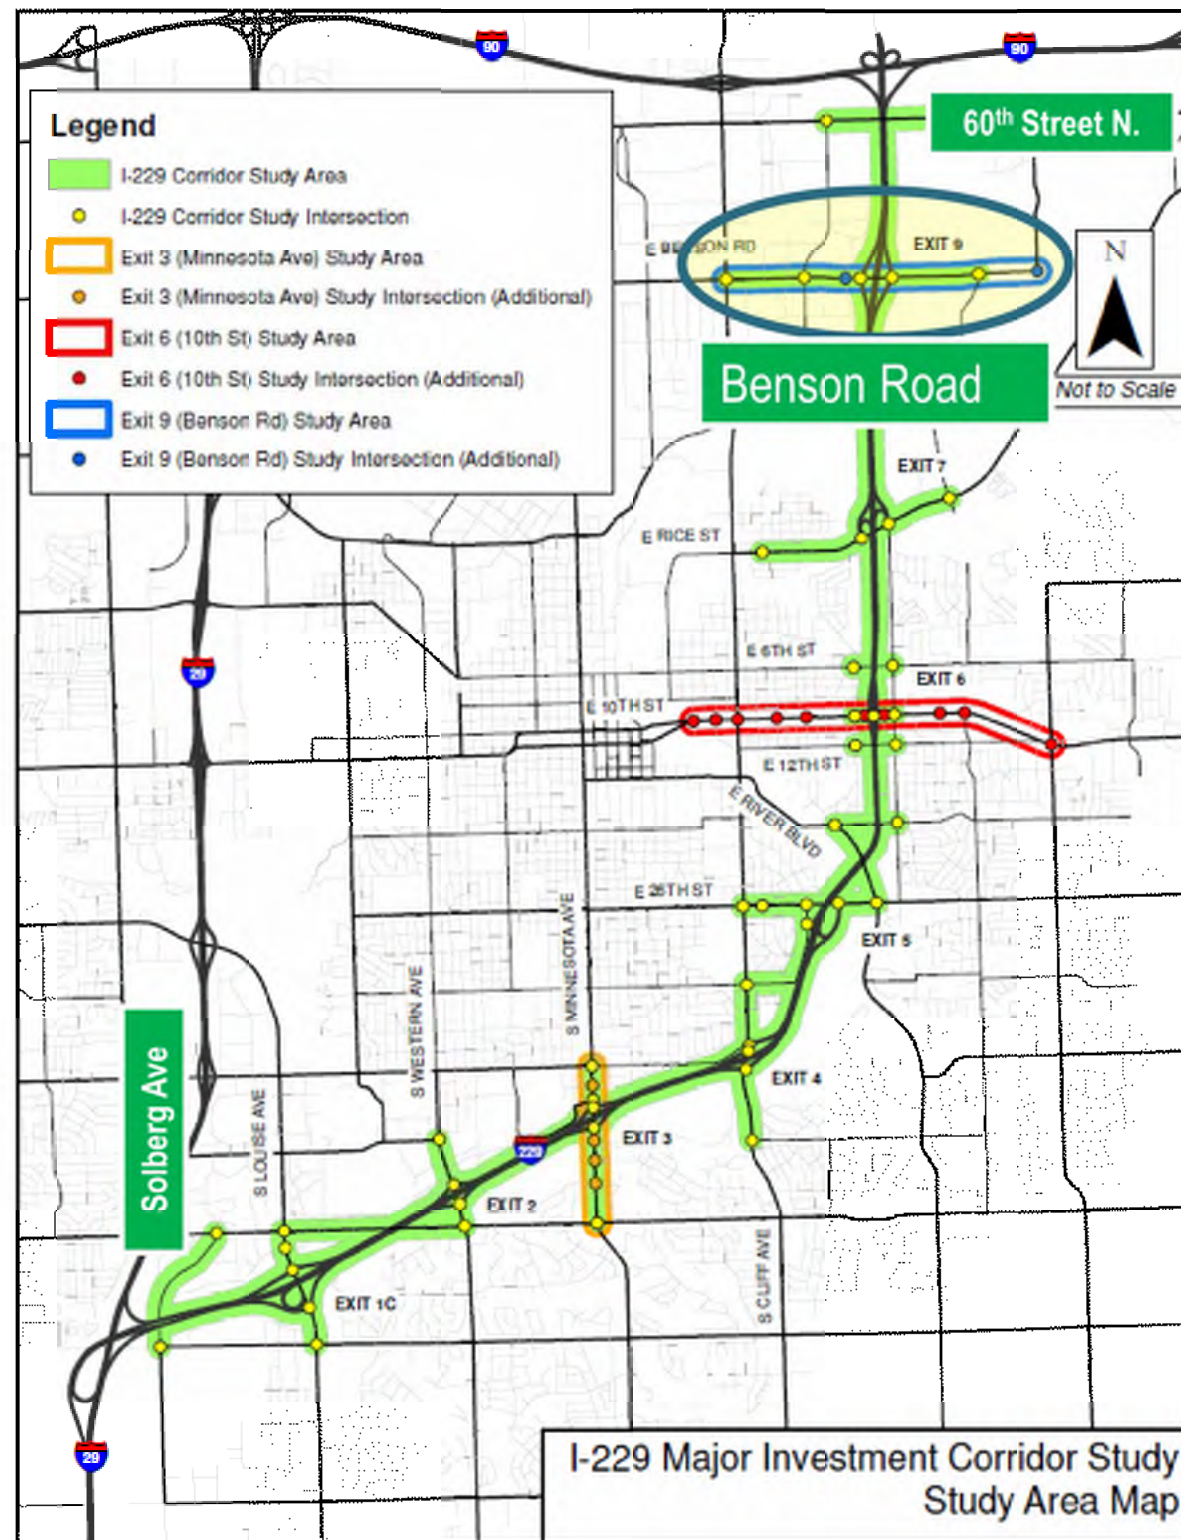 90
90
60th Street N.
Legend
I-229 Corridor Study Area
I-229 Corridor Study Intersection
Exit 3 (Minnesota Ave) Study Area
Exit 3 (Minnesota Ave) Study Intersection (Additional)
Exit 6 (10th St) Study Area
Exit 6 (10th St) Study Intersection (Additional)
Exit 9 (Benson Rd) Study Area
Exit 9 (Benson Rd) Study Intersection (Additional)
E BENSON RD
EXIT 9
N
Benson Road
Not to Scale
EXIT 7
E RICE ST
E 6TH ST
29
EXIT 6
E 10TH ST
E 12TH ST
E RIVER BLVD
E 26TH ST
S MINNESOTA AVE
EXIT 5
S WESTERN AVE
Solberg Ave
EXIT 4
S LOUISE AVE
EXIT 3
229
EXIT 2
S CLIFF AVE
EXIT 1C
29
I-229 Major Investment Corridor Study
Study Area Map